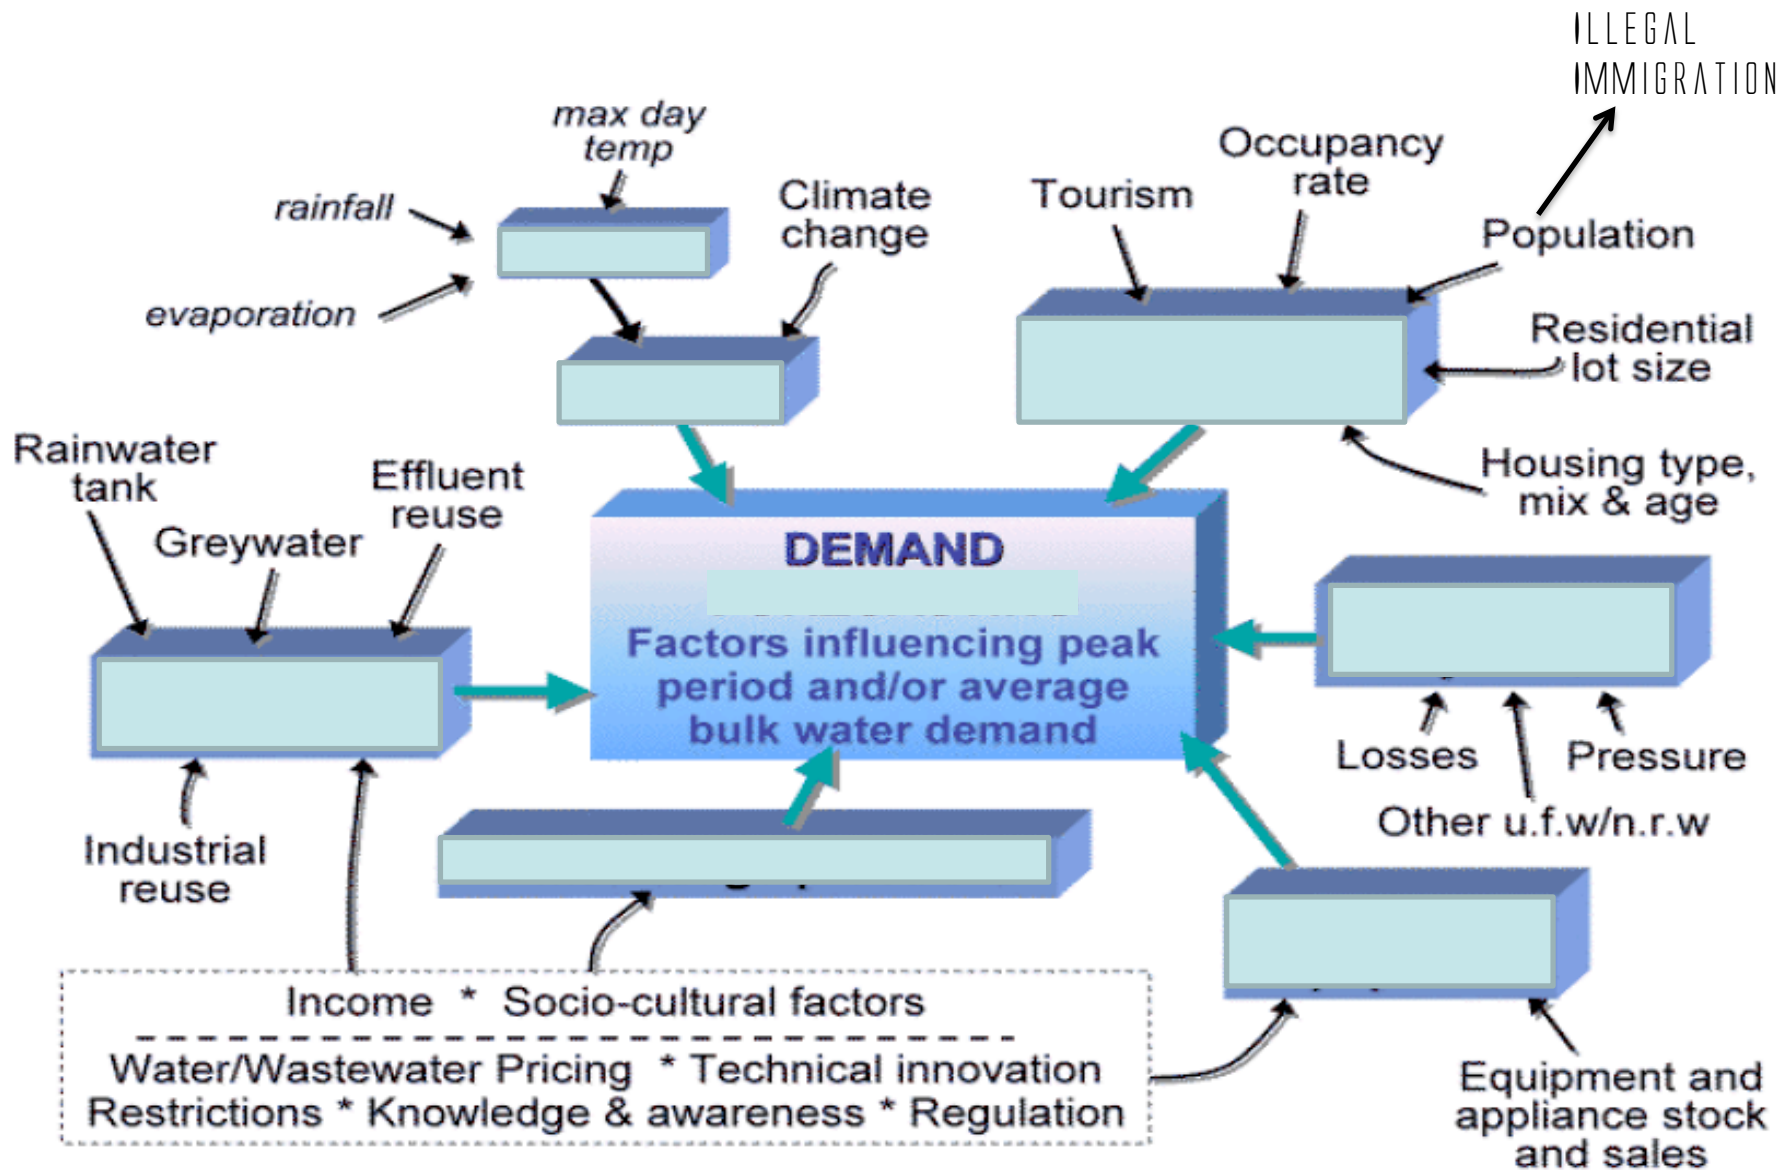 ILLEGAL
IMMIGRATION
max day
temp
rainfall
evaporation
Climate
change
Tourism
Occupancy
rate
Population
Residential
lot size
Housing type,
mix & age
Rainwater
tank
Greywater
Effluent
reuse
DEMAND
Factors influencing peak
period and/or average
bulk water demand
Losses
Pressure
Other u.f.w/n.r.w
Industrial
reuse
Income * Socio-cultural factors
Water/Wastewater Pricing * Technical innovation
Restrictions * Knowledge & awareness * Regulation
Equipment and
appliance stock
and sales